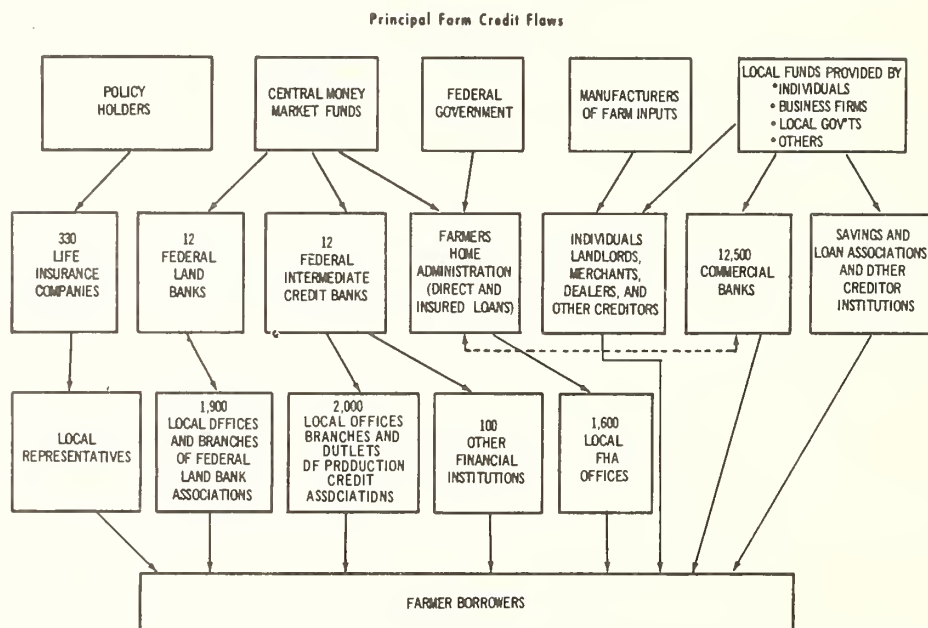 Principal Farm Credit Flows
POLICY
HOLDERS
CENTRAL MONEY
MARKET FUNDS
FEDERAL
GOVERNMENT
MANUFACTURERS
OF FARM INPUTS
LOCAL FUNDS PROVIDED BY
•INDIVIDUALS
• BUSINESS FIRMS
• LOCAL GOV'TS
• OTHERS
330
LIFE
INSURANCE
COMPANIES
12
FEDERAL
LAND
BANKS
12
FEDERAL
INTERMEDIATE
CREDIT BANKS
FARMERS
HOME
ADMINISTRATION
(DIRECT AND
INSURED LOANS)
INDIVIDUALS
LANDLORDS,
MERCHANTS,
DEALERS, AND
OTHER CREDITORS
12,500
COMMERCIAL
BANKS
SAVINGS AND
LOAN ASSOCIATIONS
AND OTHER
CREDITOR
INSTITUTIONS
LOCAL
REPRESENTATIVES
1,900
LOCAL OFFICES
AND BRANCHES
OF FEDERAL
LAND BANK
ASSOCIATIONS
2,000
LOCAL OFFICES
BRANCHES AND
OUTLETS
OF PRODUCTION
CREDIT
ASSOCIATIONS
100
OTHER
FINANCIAL
INSTITUTIONS
1,600
LOCAL
FHA
OFFICES
FARMER BORROWERS